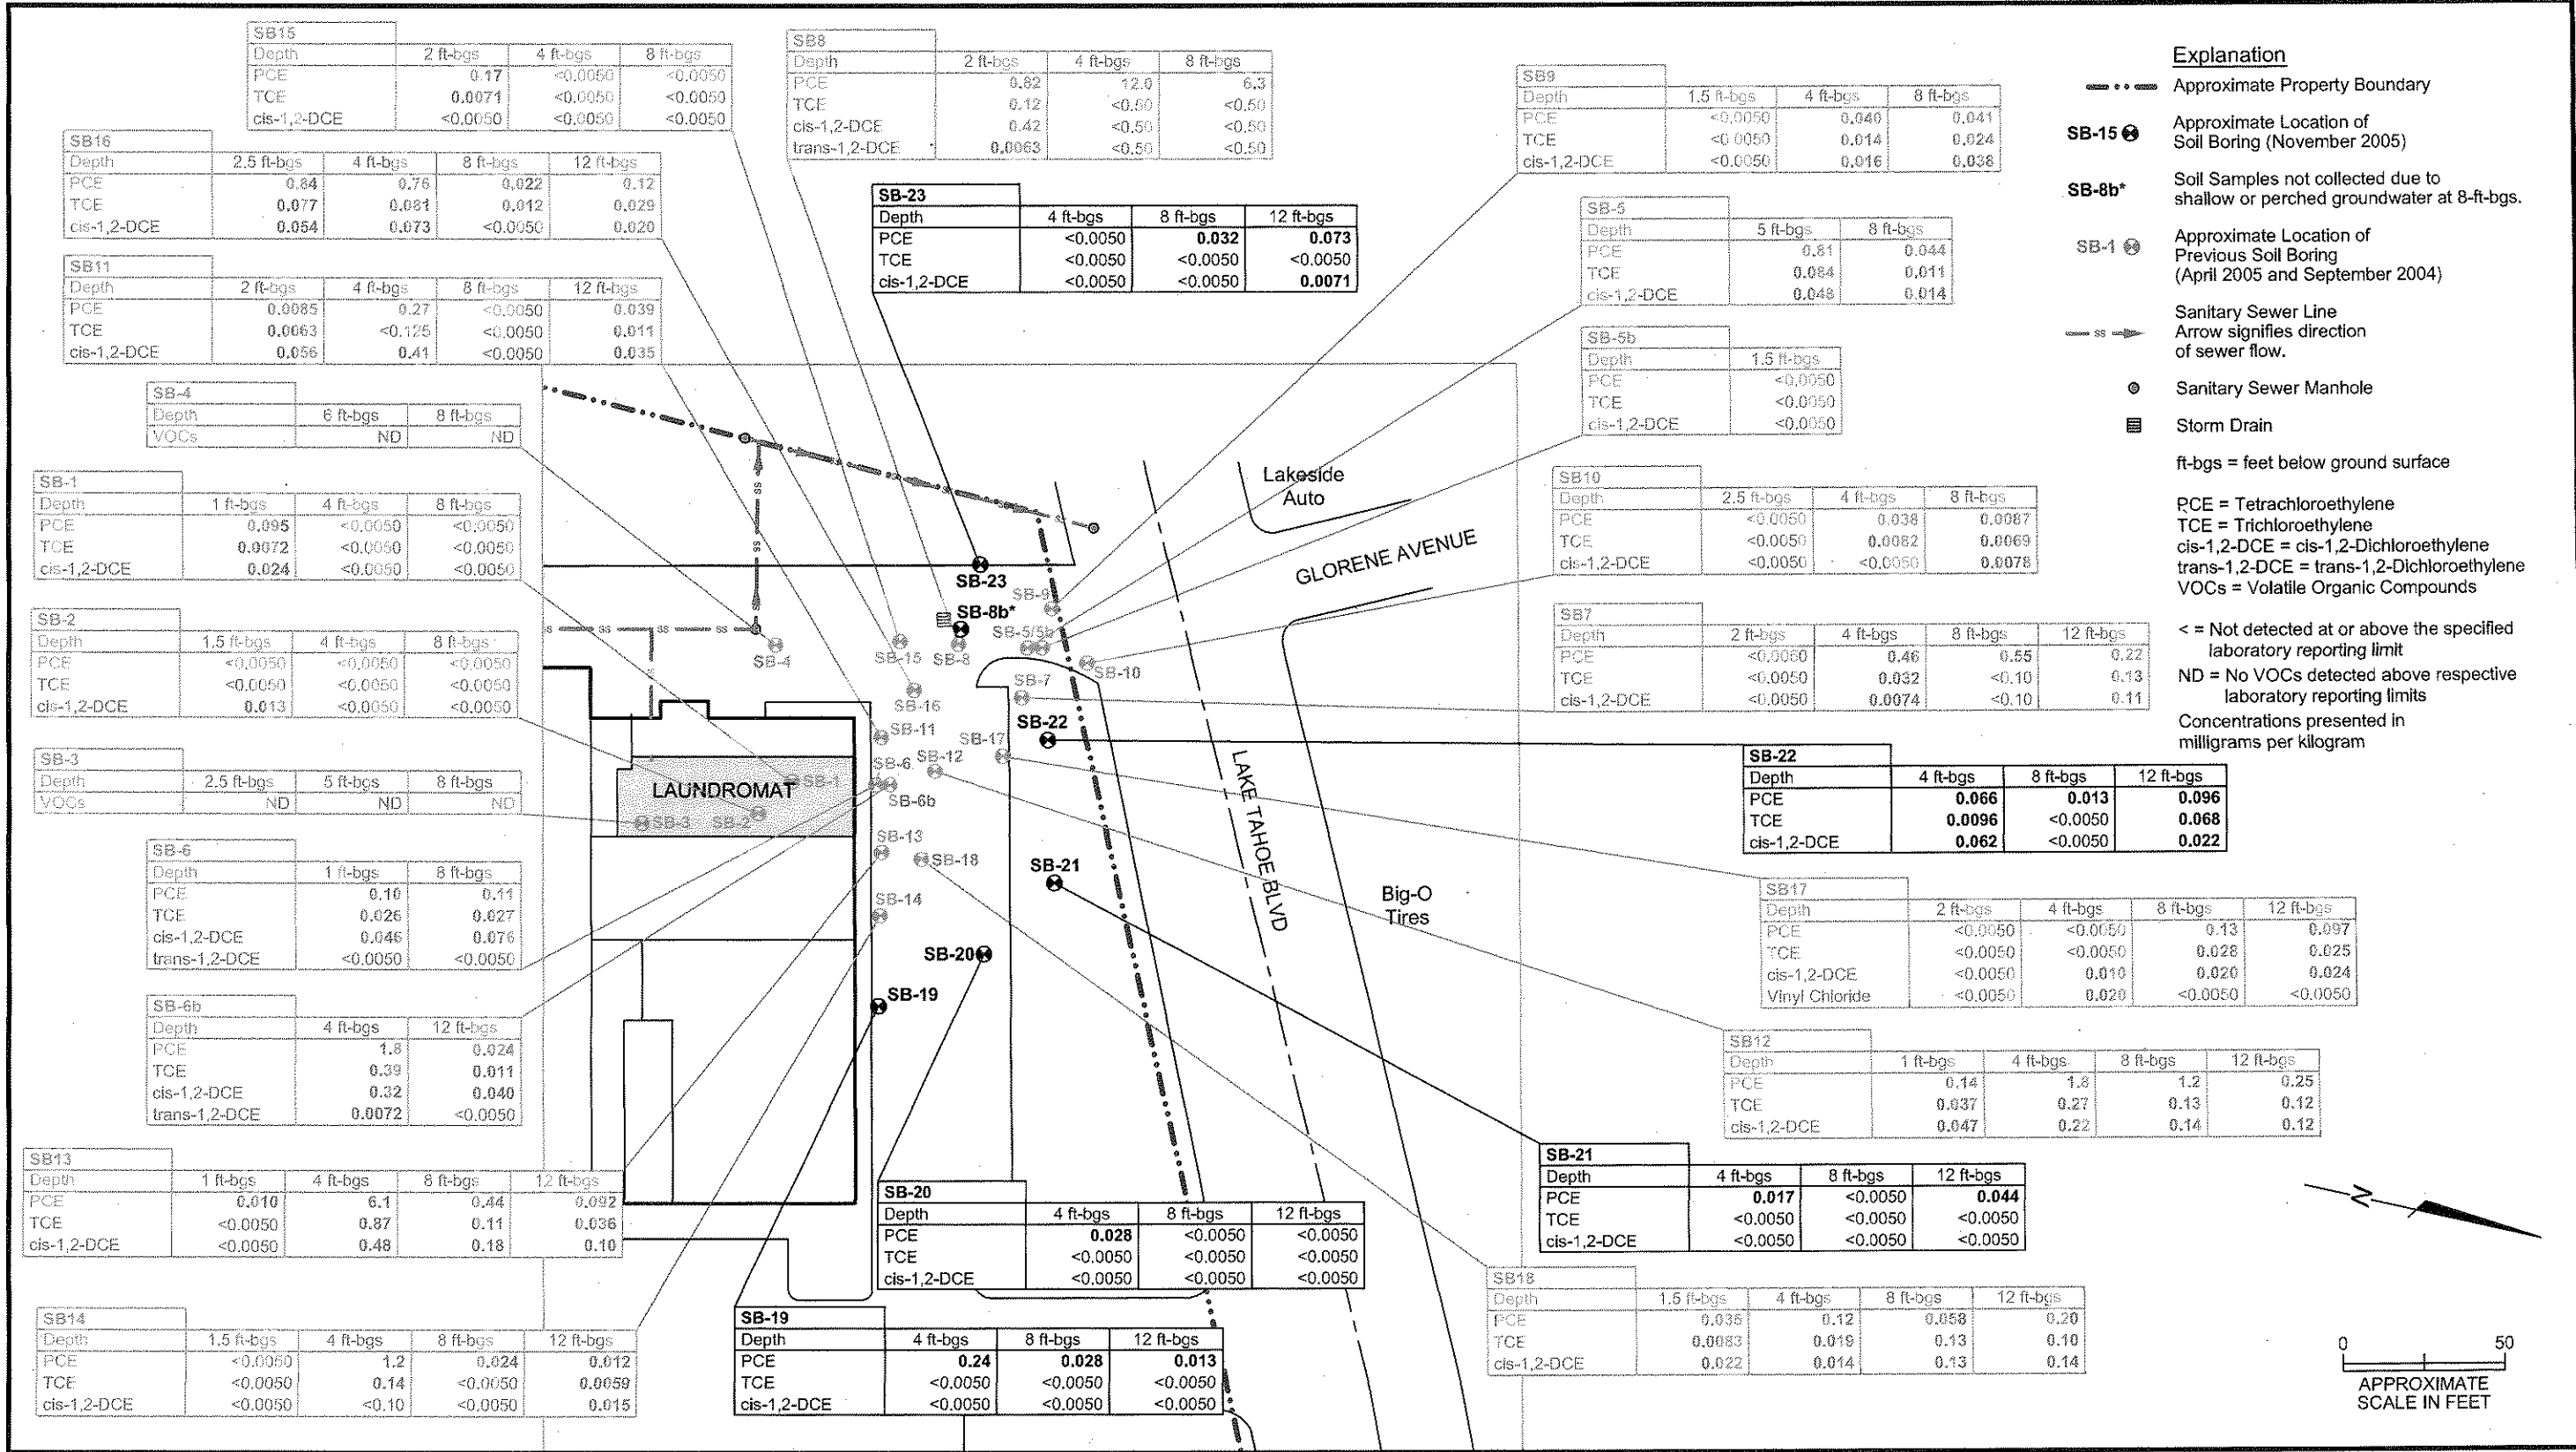 SB15
Depth 2 ft-bgs 4 ft-bgs 8 ft-bgs
PCE 0.17 <0.0050 <0.0050
TCE 0.0071 <0.0050 <0.0050
cis-1,2-DCE <0.0050 <0.0050 <0.0050
SB8
Depth 2 ft-bgs 4 ft-bgs 8 ft-bgs
PCE 0.82 12.0 6.3
TCE 0.12 <0.50 <0.50
cis-1,2-DCE 0.42 <0.50 <0.50
trans-1,2-DCE 0.0063 <0.50 <0.50
SB9
Depth 1.5 ft-bgs 4 ft-bgs 8 ft-bgs
PCE <0.0050 0.040 0.041
TCE <0.0050 0.014 0.024
cis-1,2-DCE <0.0050 0.016 0.038
SB16
Depth 2.5 ft-bgs 4 ft-bgs 8 ft-bgs 12 ft-bgs
PCE 0.84 0.76 0.022 0.12
TCE 0.077 0.081 0.012 0.029
cis-1,2-DCE 0.054 0.073 <0.0050 0.020
SB-23
Depth 4 ft-bgs 8 ft-bgs 12 ft-bgs
PCE <0.0050 0.032 0.073
TCE <0.0050 <0.0050 <0.0050
cis-1,2-DCE <0.0050 <0.0050 0.0071
SB-5
Depth 5 ft-bgs 8 ft-bgs
PCE 0.81 0.044
TCE 0.084 0.011
cis-1,2-DCE 0.048 0.014
SB11
Depth 2 ft-bgs 4 ft-bgs 8 ft-bgs 12 ft-bgs
PCE 0.0085 0.27 <0.0050 0.039
TCE 0.0063 <0.125 <0.0050 0.011
cis-1,2-DCE 0.056 0.41 <0.0050 0.035
SB-5b
Depth 1.5 ft-bgs
PCE <0.0050
TCE <0.0050
cis-1,2-DCE <0.0050
SB-4
Depth 6 ft-bgs 8 ft-bgs
VOCs ND ND
SB-1
Depth 1 ft-bgs 4 ft-bgs 8 ft-bgs
PCE 0.095 <0.0050 <0.0050
TCE 0.0072 <0.0050 <0.0050
cis-1,2-DCE 0.024 <0.0050 <0.0050
SB10
Depth 2.5 ft-bgs 4 ft-bgs 8 ft-bgs
PCE <0.0050 0.038 0.0087
TCE <0.0050 0.0082 0.0069
cis-1,2-DCE <0.0050 <0.0050 0.0078
SB-2
Depth 1.5 ft-bgs 4 ft-bgs 8 ft-bgs
PCE <0.0050 <0.0050 <0.0050
TCE <0.0050 <0.0050 <0.0050
cis-1,2-DCE 0.013 <0.0050 <0.0050
SB7
Depth 2 ft-bgs 4 ft-bgs 8 ft-bgs 12 ft-bgs
PCE <0.0050 0.46 0.55 0.22
TCE <0.0050 0.032 <0.10 0.13
cis-1,2-DCE <0.0050 0.0074 <0.10 0.11
SB-3
Depth 2.5 ft-bgs 5 ft-bgs 8 ft-bgs
VOCs ND ND ND
SB-22
Depth 4 ft-bgs 8 ft-bgs 12 ft-bgs
PCE 0.066 0.013 0.096
TCE 0.0096 <0.0050 0.068
cis-1,2-DCE 0.062 <0.0050 0.022
SB-6
Depth 1 ft-bgs 8 ft-bgs
PCE 0.10 0.11
TCE 0.026 0.027
cis-1,2-DCE 0.046 0.076
trans-1,2-DCE <0.0050 <0.0050
SB17
Depth 2 ft-bgs 4 ft-bgs 8 ft-bgs 12 ft-bgs
PCE <0.0050 <0.0050 0.13 0.097
TCE <0.0050 <0.0050 0.028 0.025
cis-1,2-DCE <0.0050 0.010 0.020 0.024
Vinyl Chloride <0.0050 0.020 <0.0050 <0.0050
SB-6b
Depth 4 ft-bgs 12 ft-bgs
PCE 1.8 0.024
TCE 0.39 0.011
cis-1,2-DCE 0.32 0.040
trans-1,2-DCE 0.0072 <0.0050
SB12
Depth 1 ft-bgs 4 ft-bgs 8 ft-bgs 12 ft-bgs
PCE 0.14 1.8 1.2 0.25
TCE 0.037 0.27 0.13 0.12
cis-1,2-DCE 0.047 0.22 0.14 0.12
SB13
Depth 1 ft-bgs 4 ft-bgs 8 ft-bgs 12 ft-bgs
PCE 0.010 6.1 0.44 0.092
TCE <0.0050 0.87 0.11 0.036
cis-1,2-DCE <0.0050 0.48 0.18 0.10
SB-20
Depth 4 ft-bgs 8 ft-bgs 12 ft-bgs
PCE 0.028 <0.0050 <0.0050
TCE <0.0050 <0.0050 <0.0050
cis-1,2-DCE <0.0050 <0.0050 <0.0050
SB-21
Depth 4 ft-bgs 8 ft-bgs 12 ft-bgs
PCE 0.017 <0.0050 0.044
TCE <0.0050 <0.0050 <0.0050
cis-1,2-DCE <0.0050 <0.0050 <0.0050
SB14
Depth 1.5 ft-bgs 4 ft-bgs 8 ft-bgs 12 ft-bgs
PCE <0.0050 1.2 0.024 0.012
TCE <0.0050 0.14 <0.0050 0.0059
cis-1,2-DCE <0.0050 <0.10 <0.0050 0.015
SB-19
Depth 4 ft-bgs 8 ft-bgs 12 ft-bgs
PCE 0.24 0.028 0.013
TCE <0.0050 <0.0050 <0.0050
cis-1,2-DCE <0.0050 <0.0050 <0.0050
SB18
Depth 1.5 ft-bgs 4 ft-bgs 8 ft-bgs 12 ft-bgs
PCE 0.035 0.12 0.058 0.20
TCE 0.0083 0.019 0.13 0.10
cis-1,2-DCE 0.022 0.014 0.13 0.14
Lakeside
Auto
GLORENE AVENUE
LAKE TAHOE BLVD
Big-O
Tires
LAUNDROMAT
SB-23
SB-9
SB-8b*
SB-5/5b
SB-4
SB-15
SB-8
SB-10
SB-7
SB-16
SB-22
SB-11
SB-17
SB-12
SB-6
SB-1
SB-6b
SB-2
SB-3
SB-13
SB-18
SB-21
SB-14
SB-20
SB-19
ss
ss
ss
ss
ss
ss
ss
Explanation
Approximate Property Boundary
SB-15 Approximate Location of
Soil Boring (November 2005)
SB-8b* Soil Samples not collected due to
shallow or perched groundwater at 8-ft-bgs.
SB-1 Approximate Location of
Previous Soil Boring
(April 2005 and September 2004)
Sanitary Sewer Line
ss Arrow signifies direction
of sewer flow.
Sanitary Sewer Manhole
Storm Drain
ft-bgs = feet below ground surface
PCE = Tetrachloroethylene
TCE = Trichloroethylene
cis-1,2-DCE = cis-1,2-Dichloroethylene
trans-1,2-DCE = trans-1,2-Dichloroethylene
VOCs = Volatile Organic Compounds
< = Not detected at or above the specified
laboratory reporting limit
ND = No VOCs detected above respective
laboratory reporting limits
Concentrations presented in
milligrams per kilogram
N
0 50
APPROXIMATE
SCALE IN FEET